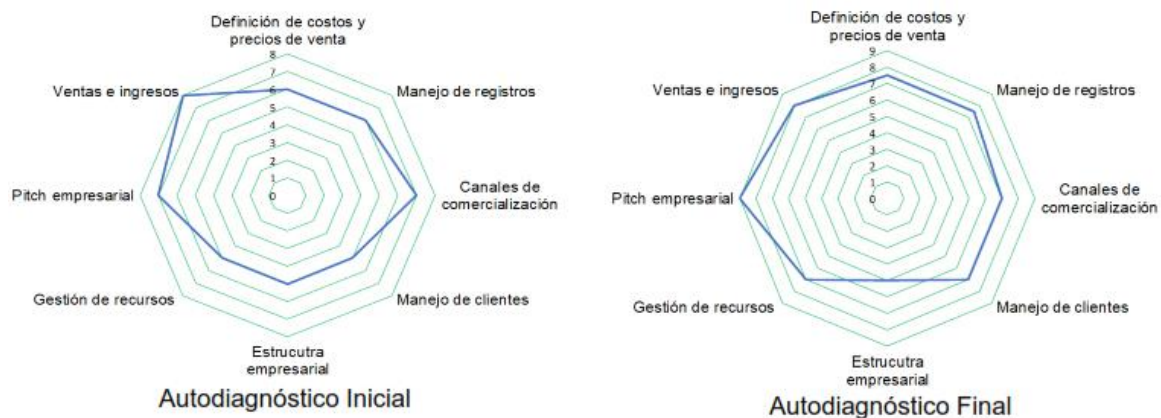 Definición de costos y
precios de venta
8
7
6
5
4
3
2
1
0
Ventas e ingresos
Manejo de registros
Pitch empresarial
Canales de
comercialización
Gestión de recursos
Manejo de clientes
Estrucutra
empresarial
Autodiagnóstico Inicial
Definición de costos y
precios de venta
9
8
7
6
5
4
3
2
1
0
Ventas e ingresos
Manejo de registros
Pitch empresarial
Canales de
comercialización
Gestión de recursos
Manejo de clientes
Estrucutra
empresarial
Autodiagnóstico Final